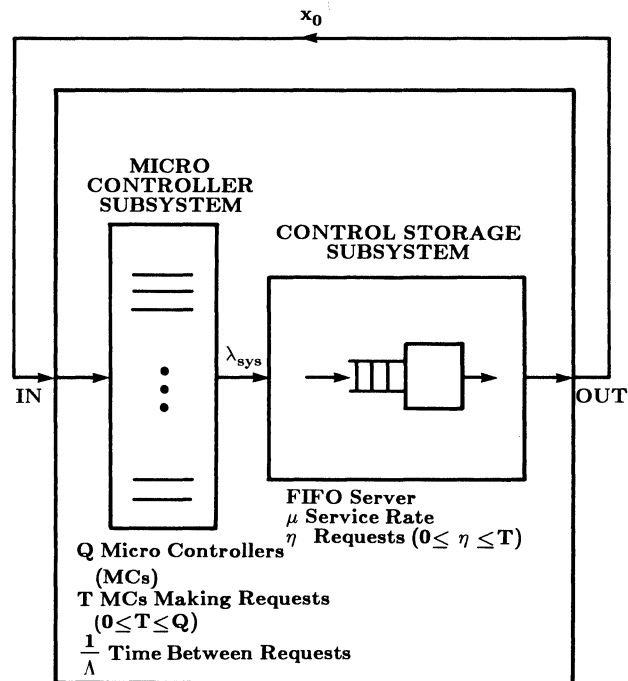 x₀
MICRO
CONTROLLER
SUBSYSTEM
CONTROL STORAGE
SUBSYSTEM
λsys
IN
OUT
FIFO Server
μ Service Rate
η Requests (0≤ η ≤T)
Q Micro Controllers
(MCs)
T MCs Making Requests
(0≤T≤Q)
1/Λ Time Between Requests